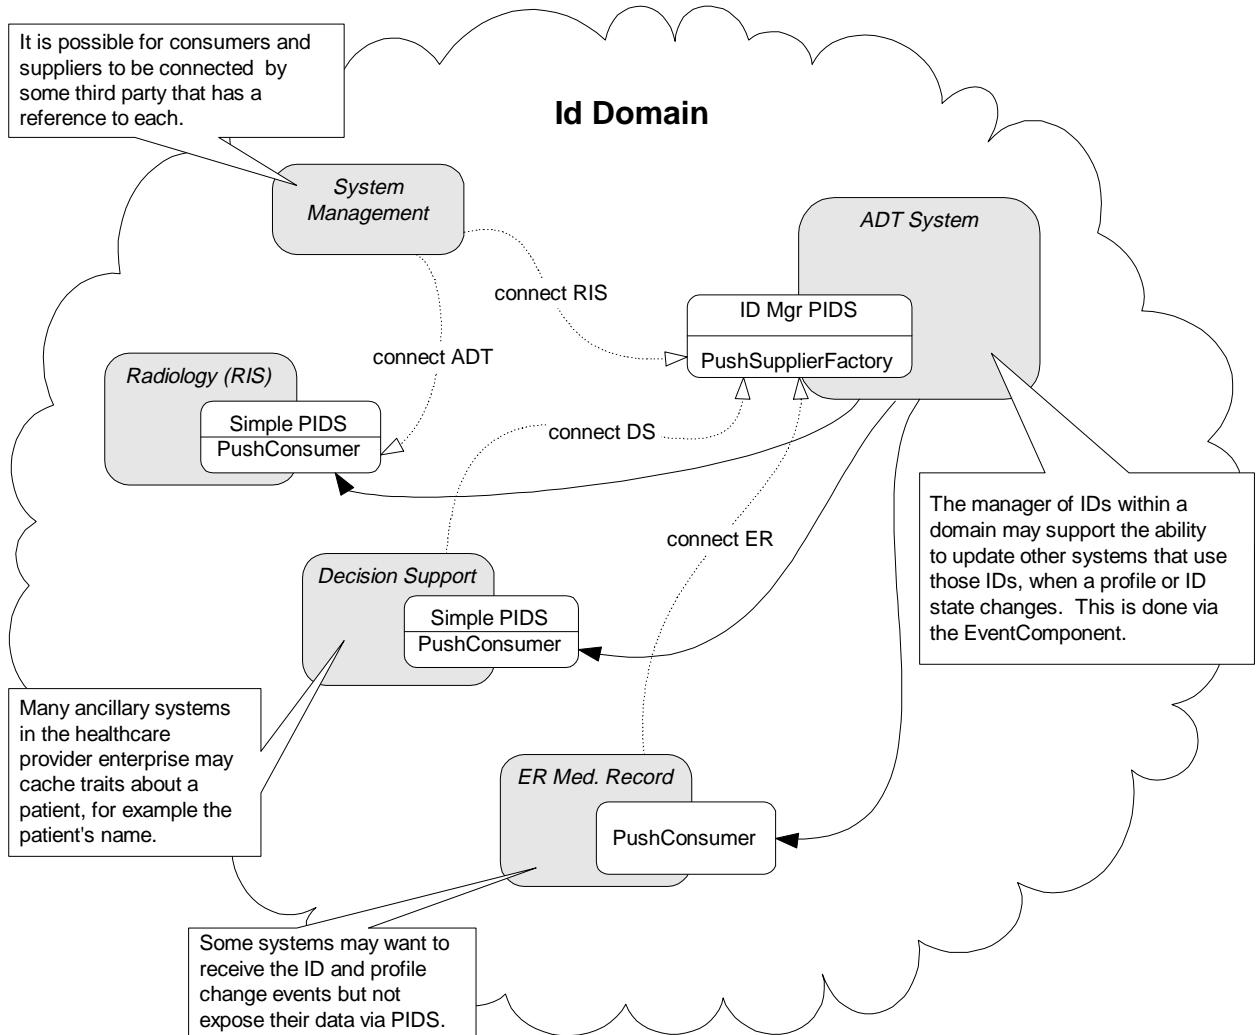 It is possible for consumers and
suppliers to be connected by
some third party that has a
reference to each.
Id Domain
System
Management
ADT System
connect RIS
ID Mgr PIDS
PushSupplierFactory
connect ADT
Radiology (RIS)
Simple PIDS
PushConsumer
connect DS
The manager of IDs within a
domain may support the ability
to update other systems that use
those IDs, when a profile or ID
state changes. This is done via
the EventComponent.
connect ER
Decision Support
Simple PIDS
PushConsumer
Many ancillary systems
in the healthcare
provider enterprise may
cache traits about a
patient, for example the
patient's name.
ER Med. Record
PushConsumer
Some systems may want to
receive the ID and profile
change events but not
expose their data via PIDS.